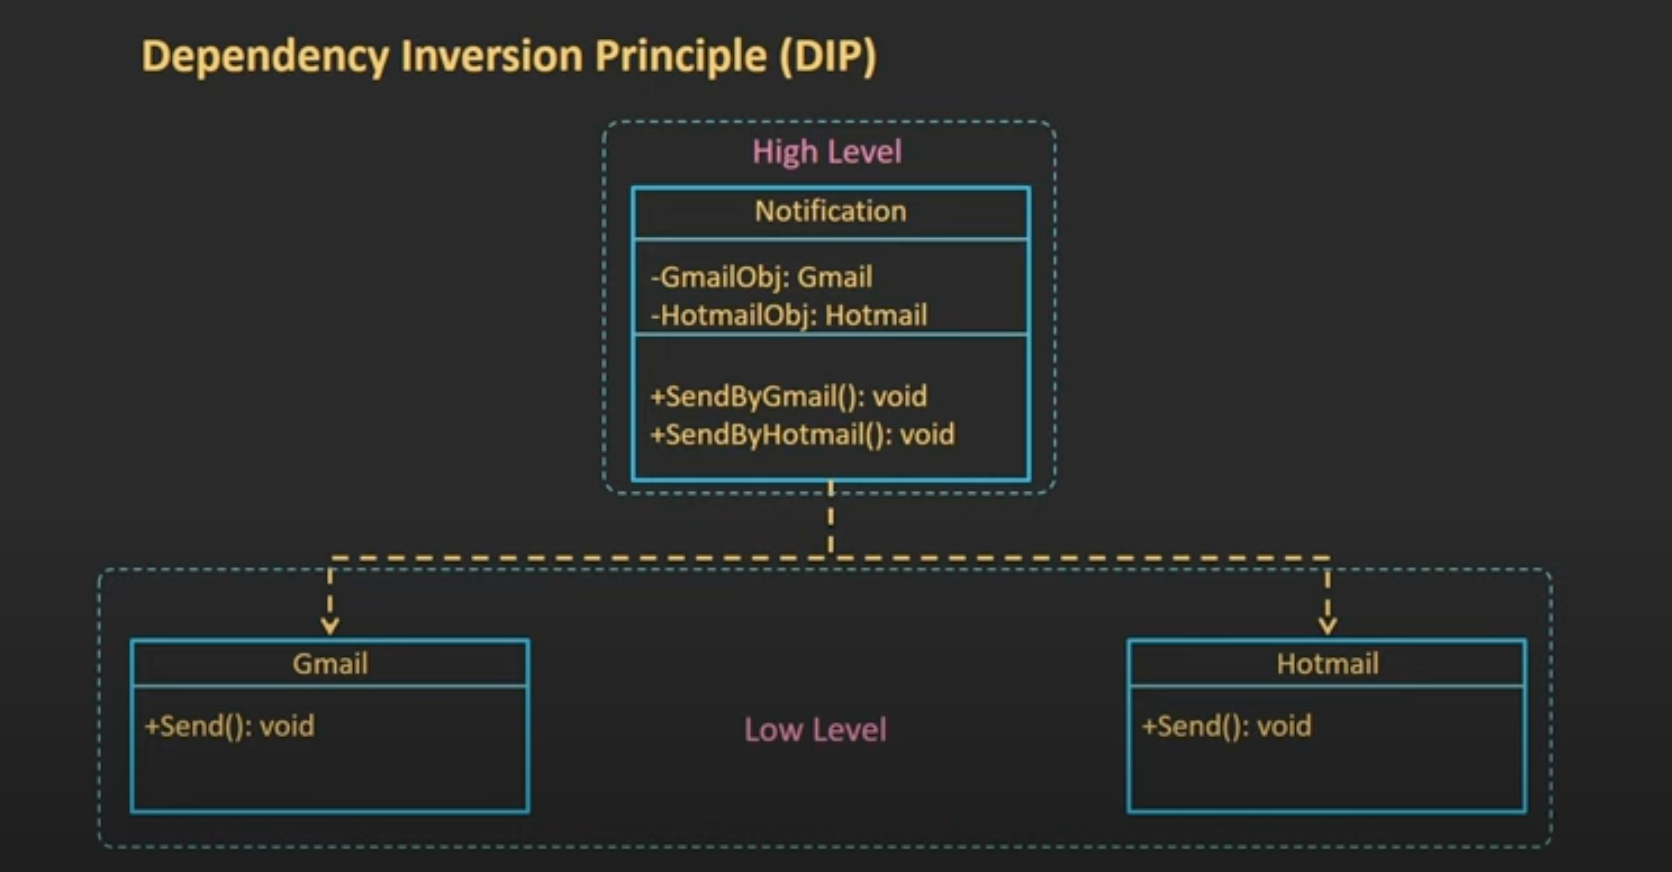 Dependency Inversion Principle (DIP)
High Level
Notification
-GmailObj: Gmail
-HotmailObj: Hotmail
+SendByGmail(): void
+SendByHotmail(): void
Gmail
+Send(): void
Low Level
Hotmail
+Send(): void